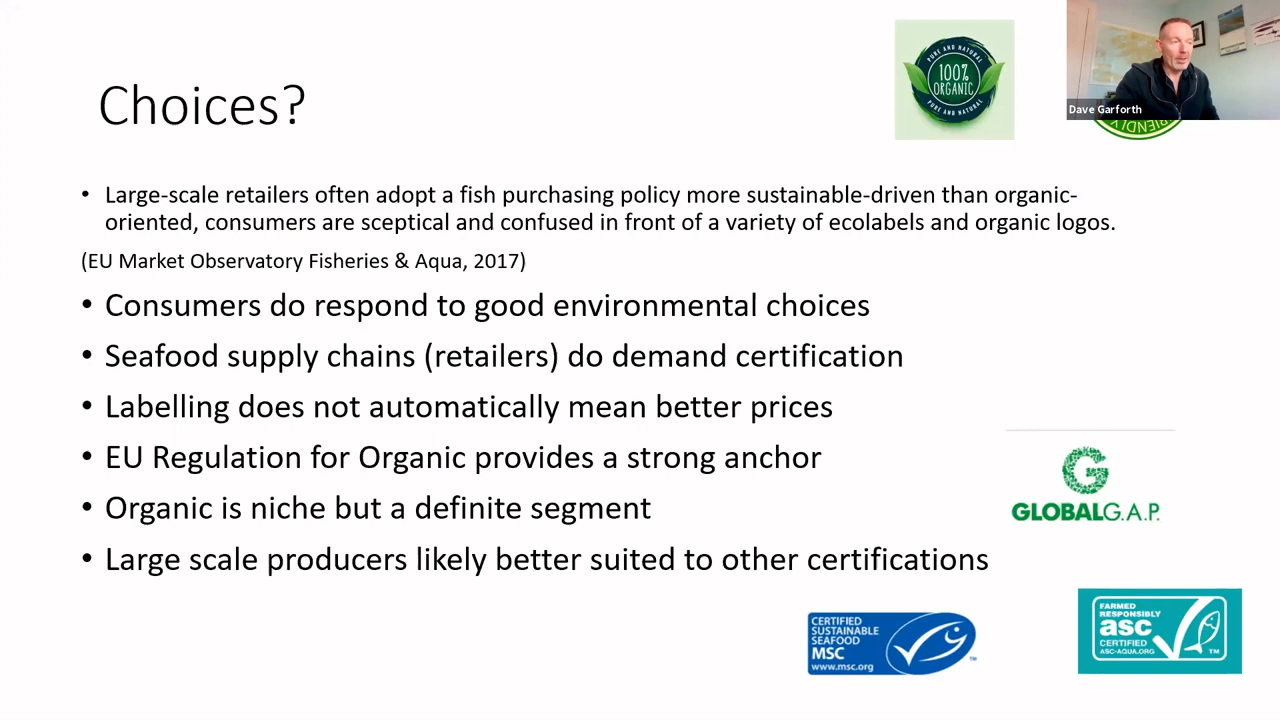 Choices?
PURE AND NATURAL
100%
ORGANIC
PURE AND NATURAL
Dave Garforth
• Large-scale retailers often adopt a fish purchasing policy more sustainable-driven than organic-
oriented, consumers are sceptical and confused in front of a variety of ecolabels and organic logos.
(EU Market Observatory Fisheries & Aqua, 2017)
• Consumers do respond to good environmental choices
• Seafood supply chains (retailers) do demand certification
• Labelling does not automatically mean better prices
• EU Regulation for Organic provides a strong anchor
• Organic is niche but a definite segment
• Large scale producers likely better suited to other certifications
GLOBALG.A.P.
CERTIFIED
SUSTAINABLE
SEAFOOD
MSC
www.msc.org
TM
FARMED
RESPONSIBLY
asc
CERTIFIED
ASC-AQUA.ORG
TM